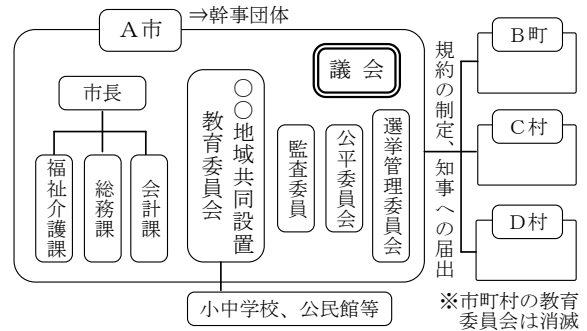 A市
⇒幹事団体
議会
市長
福祉介護課
総務課
会計課
○○地域共同設置
教育委員会
監査委員
公平委員会
選挙管理委員会
小中学校、公民館等
規約の制定、知事への届出
B町
C村
D村
※市町村の教育
委員会は消滅